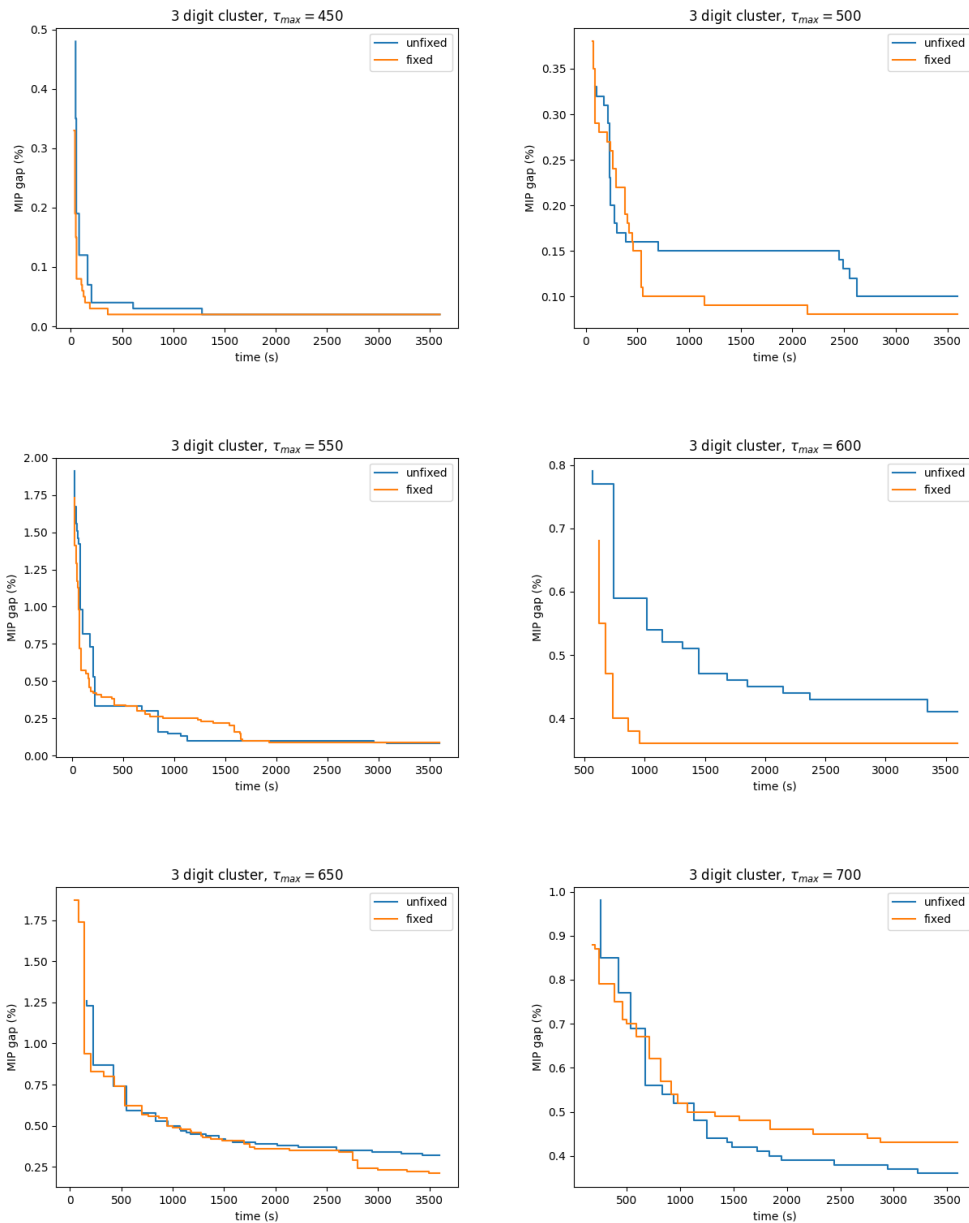 3 digit cluster, τmax = 450
0.5
0.4
0.3
0.2
0.1
0.0
MIP gap (%)
unfixed
fixed
0 500 1000 1500 2000 2500 3000 3500
time (s)
3 digit cluster, τmax = 500
0.35
0.30
0.25
0.20
0.15
0.10
MIP gap (%)
unfixed
fixed
0 500 1000 1500 2000 2500 3000 3500
time (s)
3 digit cluster, τmax = 550
2.00
1.75
1.50
1.25
1.00
0.75
0.50
0.25
0.00
MIP gap (%)
unfixed
fixed
0 500 1000 1500 2000 2500 3000 3500
time (s)
3 digit cluster, τmax = 600
0.8
0.7
0.6
0.5
0.4
MIP gap (%)
unfixed
fixed
500 1000 1500 2000 2500 3000 3500
time (s)
3 digit cluster, τmax = 650
1.75
1.50
1.25
1.00
0.75
0.50
0.25
MIP gap (%)
unfixed
fixed
0 500 1000 1500 2000 2500 3000 3500
time (s)
3 digit cluster, τmax = 700
1.0
0.9
0.8
0.7
0.6
0.5
0.4
MIP gap (%)
unfixed
fixed
500 1000 1500 2000 2500 3000 3500
time (s)